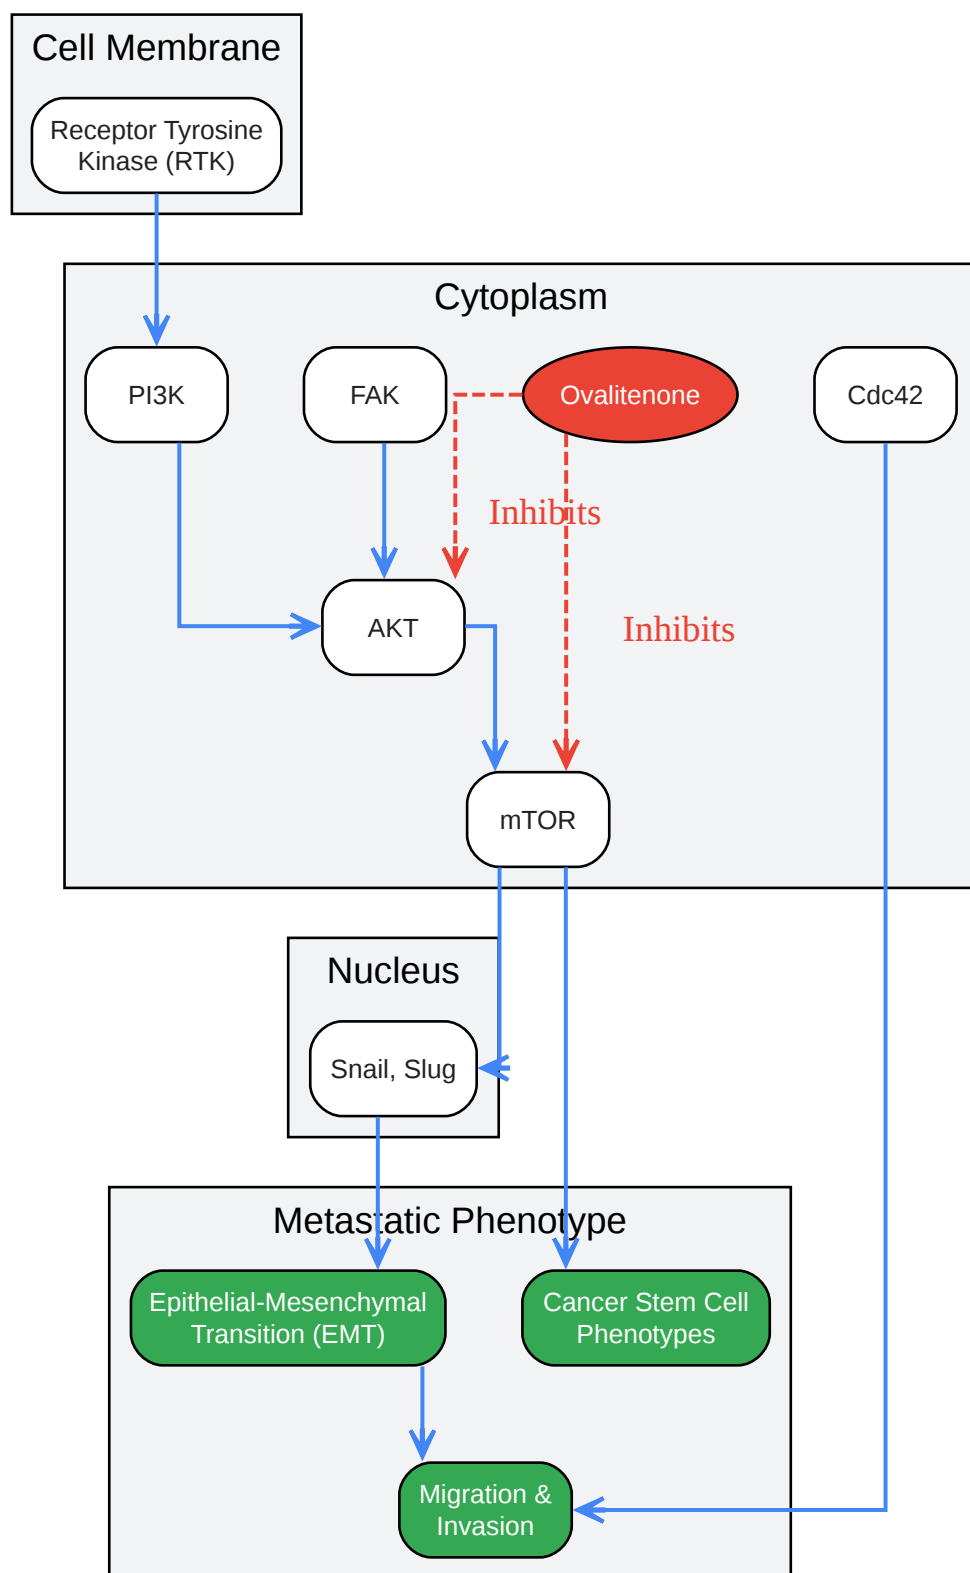 Cell Membrane
Receptor Tyrosine
Kinase (RTK)
Cytoplasm
PI3K
FAK
Ovalitenone
Cdc42
Inhibits
AKT
Inhibits
mTOR
Nucleus
Snail, Slug
Metastatic Phenotype
Epithelial-Mesenchymal
Transition (EMT)
Cancer Stem Cell
Phenotypes
Migration &
Invasion